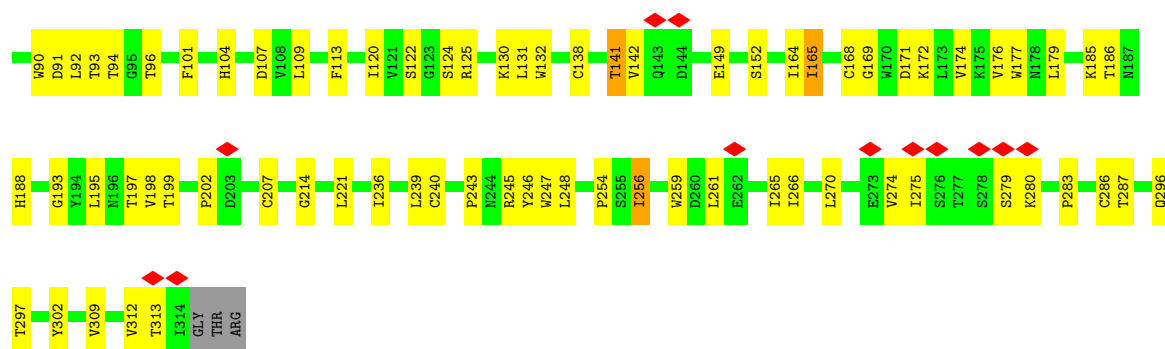 W90 D91 L92 T93 T94 G95 T96 F101 H104 D107 V108 L109 F113 I120 V121 S122 G123 S124 R125 K130 L131 W132 C138 T141 V142 Q143 D144 E149 S152 I164 I165 C168 G169 W170 D171 K172 L173 V174 K175 V176 W177 N178 L179 K185 T186 N187
H188 G193 Y194 L195 N196 T197 V198 T199 P202 D203 C207 G214 L221 I236 L239 C240 P243 N244 R245 Y246 W247 L248 P254 S255 I256 W259 D260 L261 E262 I265 I266 L270 E273 V274 I275 S276 T277 S278 S279 K280 P283 C286 T287 Q296
T297 Y302 V309 V312 T313 I314 GLY THR ARG